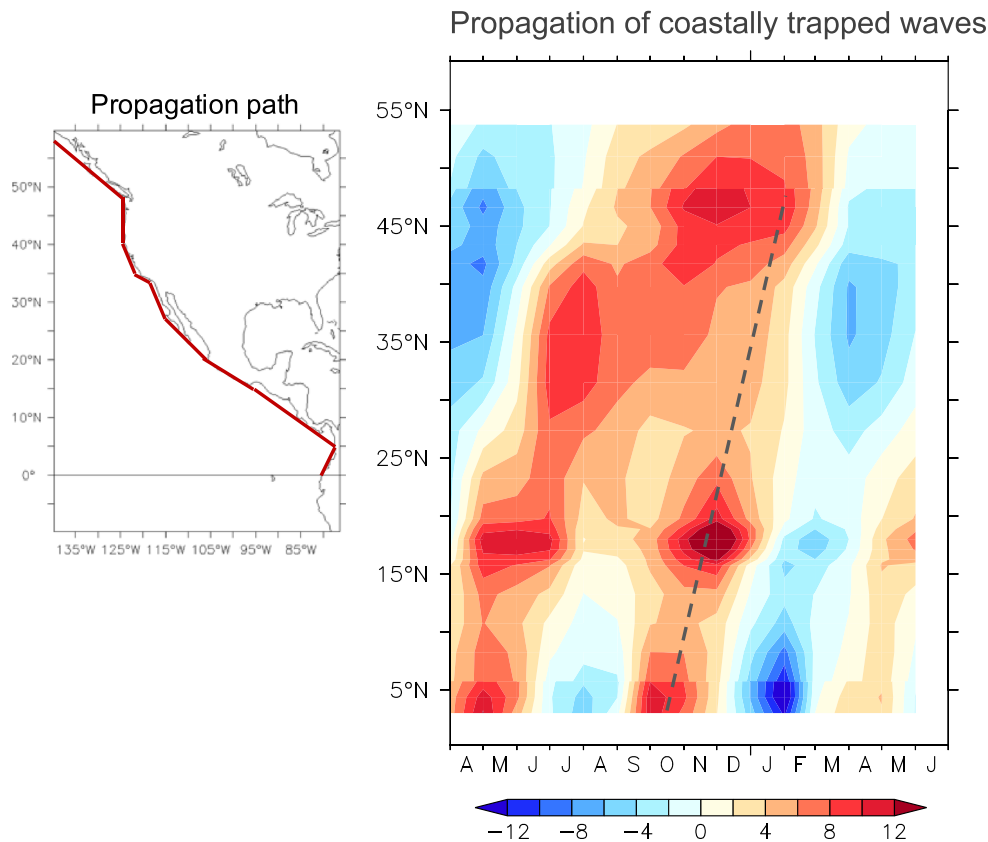 Propagation of coastally trapped waves
Propagation path
50°N
40°N
30°N
20°N
10°N
0°
135°W 125°W 115°W 105°W 95°W 85°W
55°N
45°N
35°N
25°N
15°N
5°N
A M J J A S O N D J F M A M J
−12 −8 −4 0 4 8 12